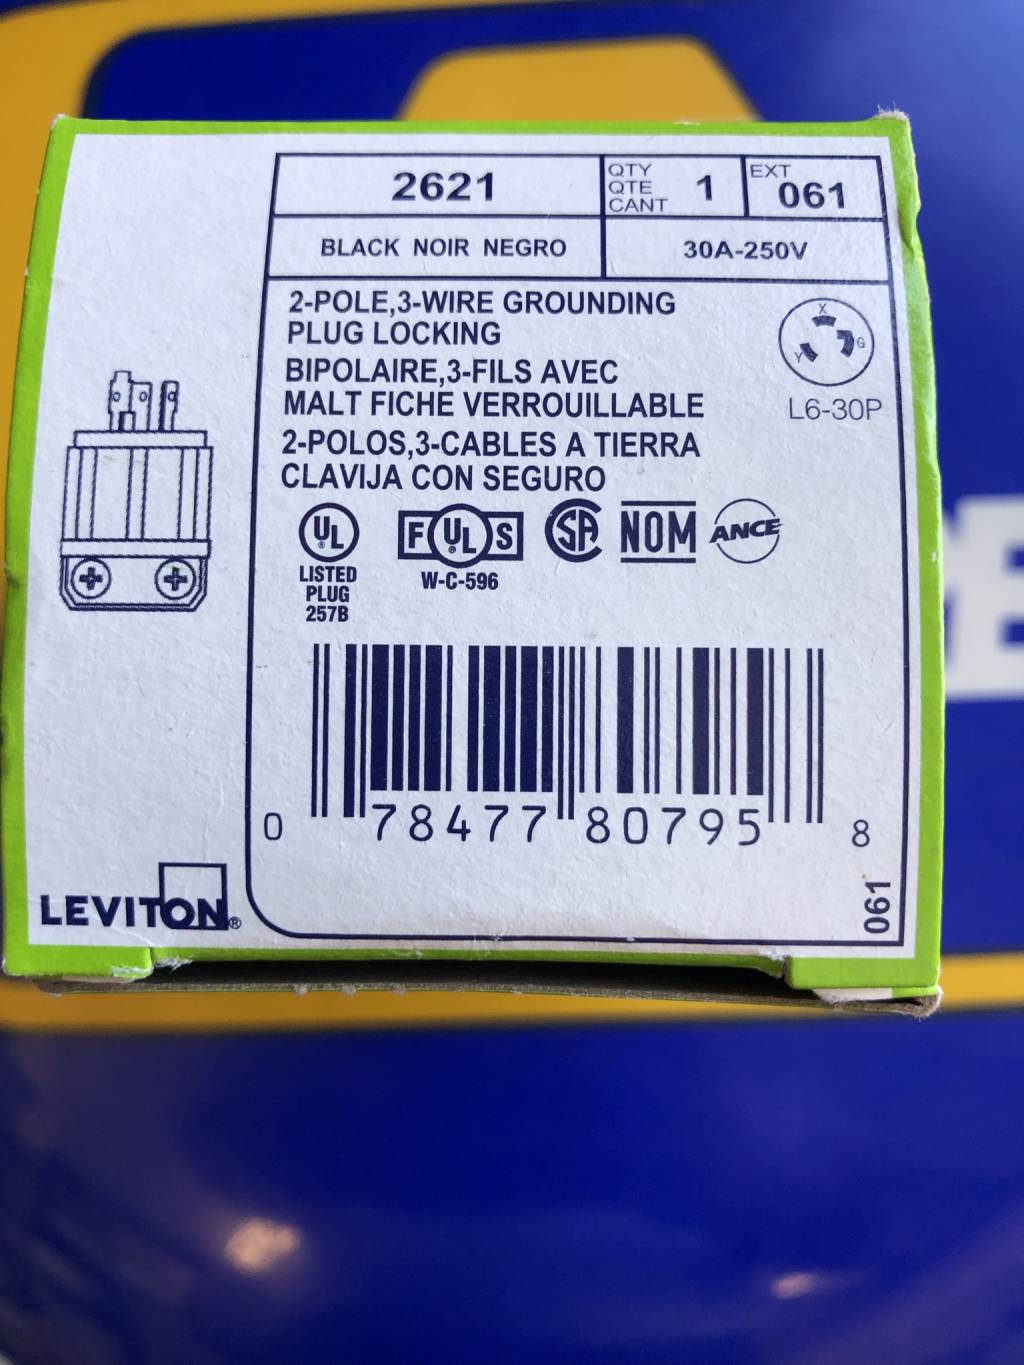 2621
QTY
QTE
CANT
1
EXT
061
BLACK NOIR NEGRO
30A-250V
2-POLE,3-WIRE GROUNDING
PLUG LOCKING
BIPOLAIRE,3-FILS AVEC
MALT FICHE VERROUILLABLE
2-POLOS,3-CABLES A TIERRA
CLAVIJA CON SEGURO
X
Y
G
L6-30P
UL
®
LISTED
PLUG
257B
F UL S
®
W-C-596
SA
NOM
ANCE
0 78477 80795 8
061
LEVITON®
E